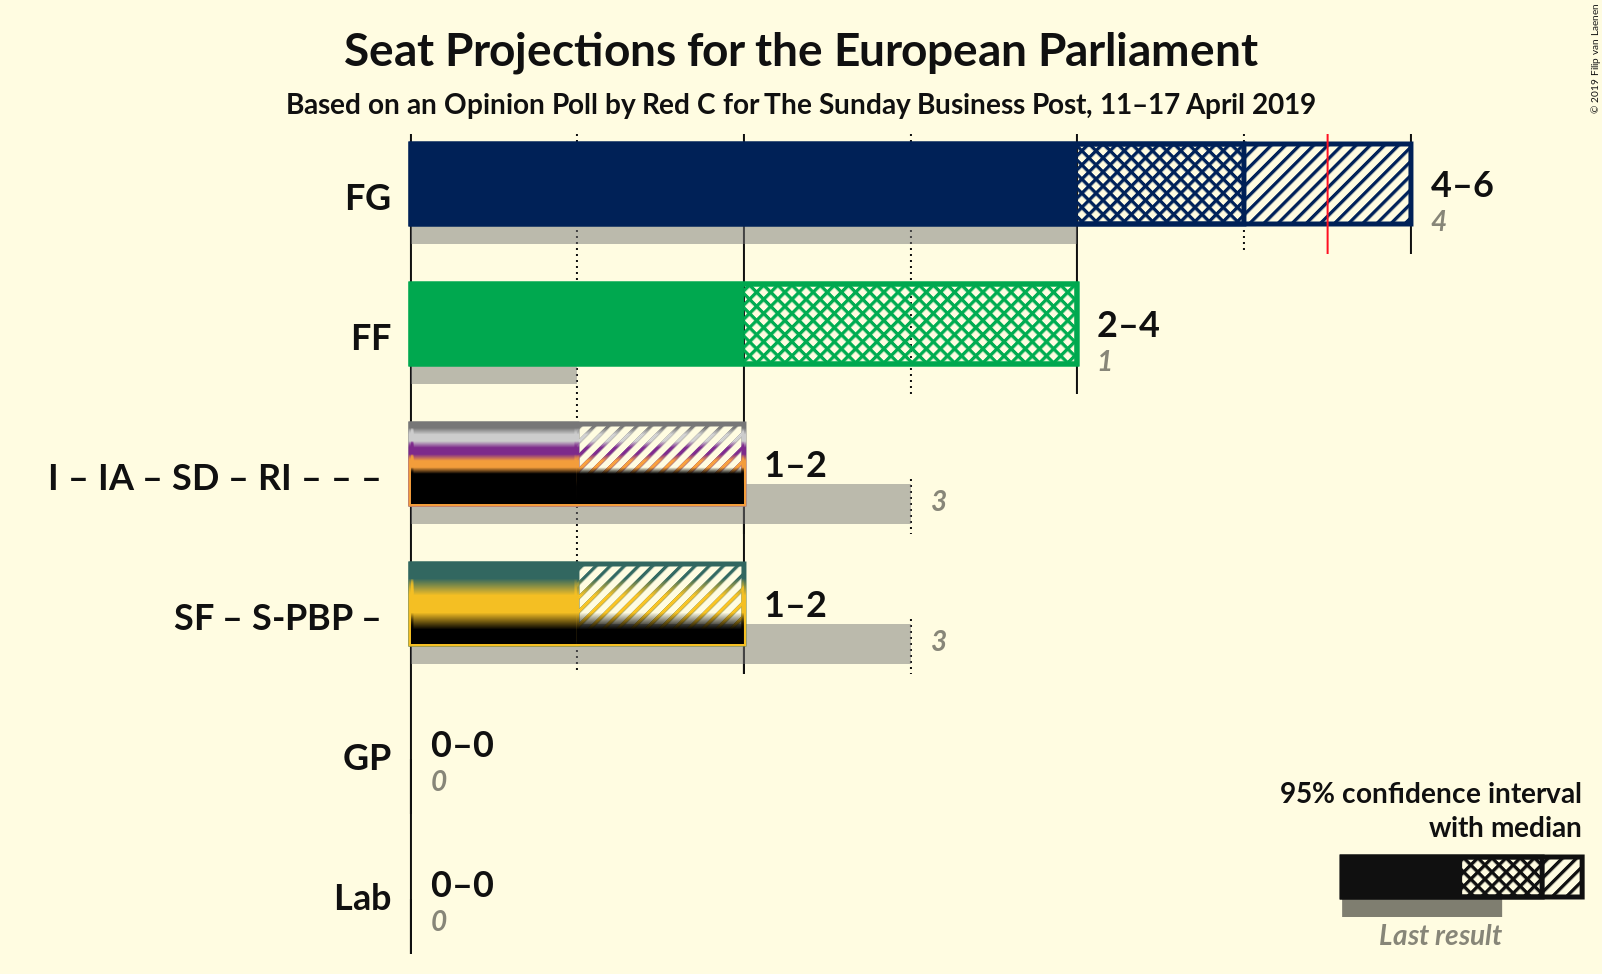 Seat Projections for the European Parliament
Based on an Opinion Poll by Red C for The Sunday Business Post, 11–17 April 2019
© 2019 Filip van Laenen
FG
4–6
4
FF
2–4
1
I – IA – SD – RI – – –
1–2
3
SF – S-PBP –
1–2
3
GP
0–0
0
Lab
0–0
0
95% confidence interval
with median
Last result